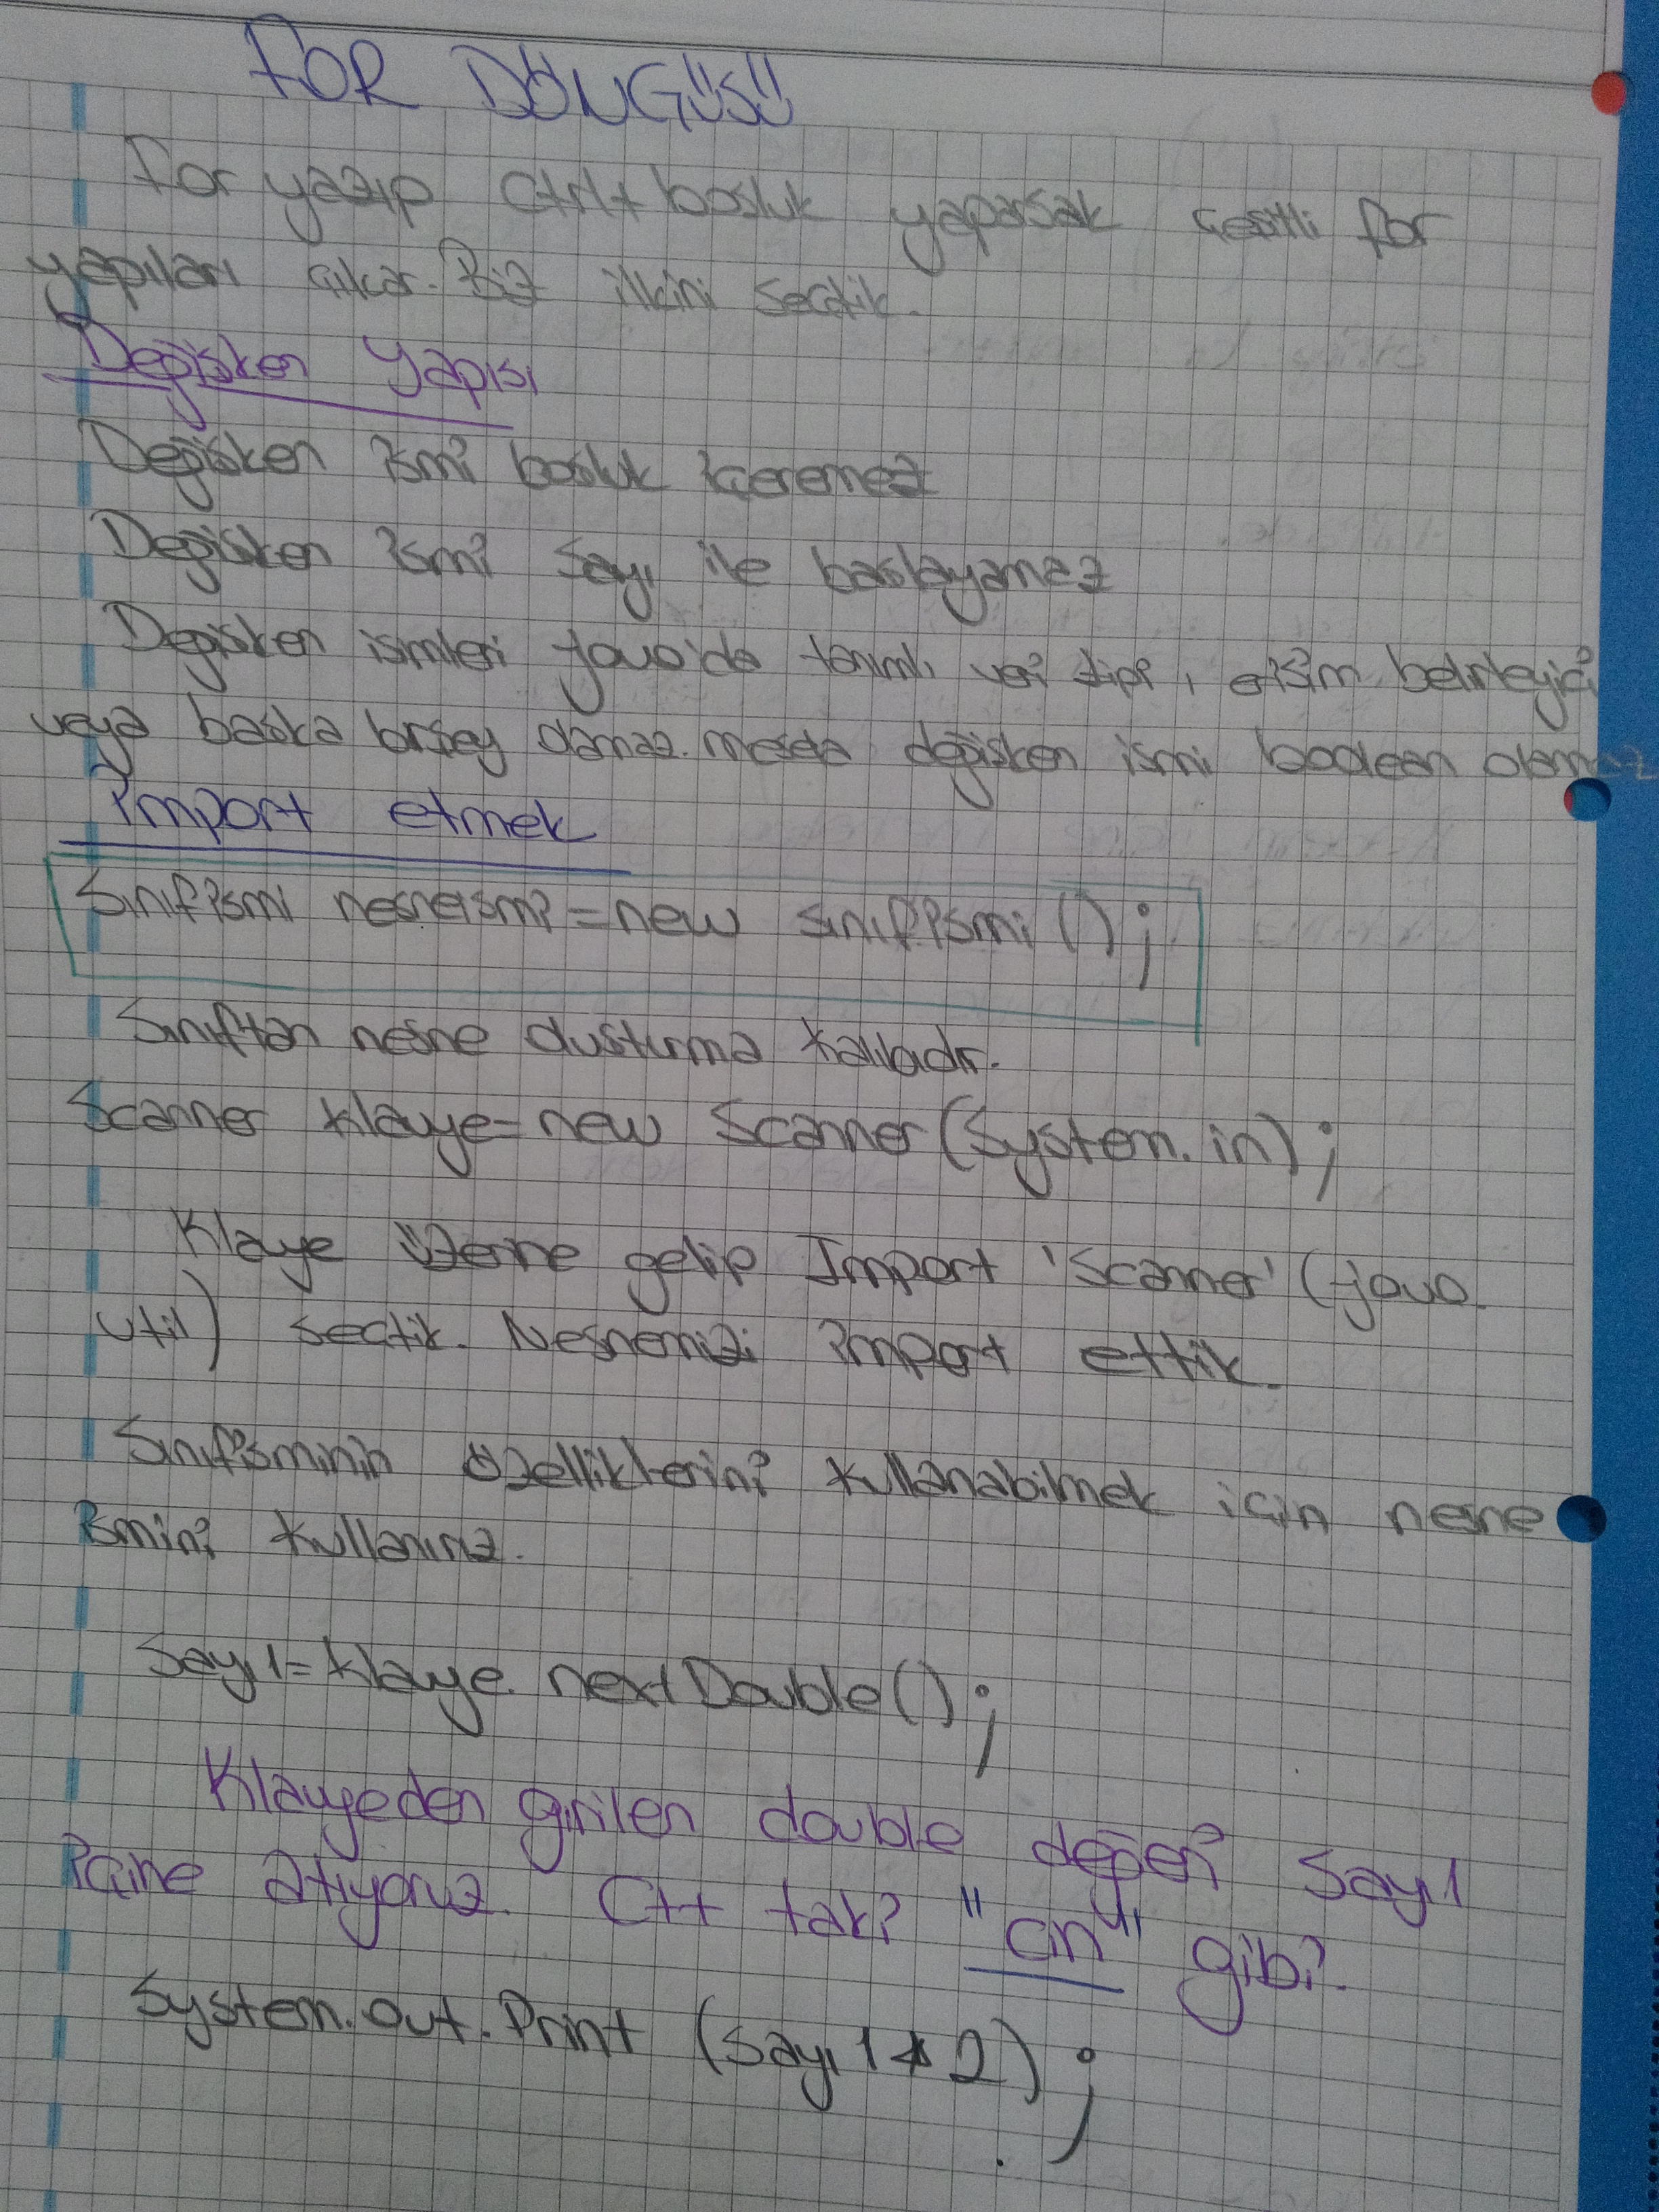 FOR DÖNGÜSÜ
For yazıp Ctrl+boşluk yaparsak çeşitli for
yapıları çıkar. Biz ilkini seçtik.
Değişken Yapısı
Değişken ismi boşluk içeremez
Değişken ismi sayı ile başlayamaz
Değişken isimleri java'da tanımlı veri tipi, erişim belirleyici
veya başka birşey olamaz. mesela değişken ismi boolean olamaz
import etmek
Sınıfismi nesneismi=new sınıfismi();
Sınıftan nesne oluşturma kalıbıdır.
Scanner klavye=new Scanner(System.in);
Klavye üzerine gelip Import 'Scanner' (java.
util) seçtik. Nesnemizi import ettik.
Sınıfisminin özelliklerini kullanabilmek için nesne
ismini kullanırız.
Sayı1=klavye.nextDouble();
Klavyeden girilen double değeri Sayı1
içine atıyoruz. C++ taki "cin" gibi.
System.out.Print (sayı1*2);